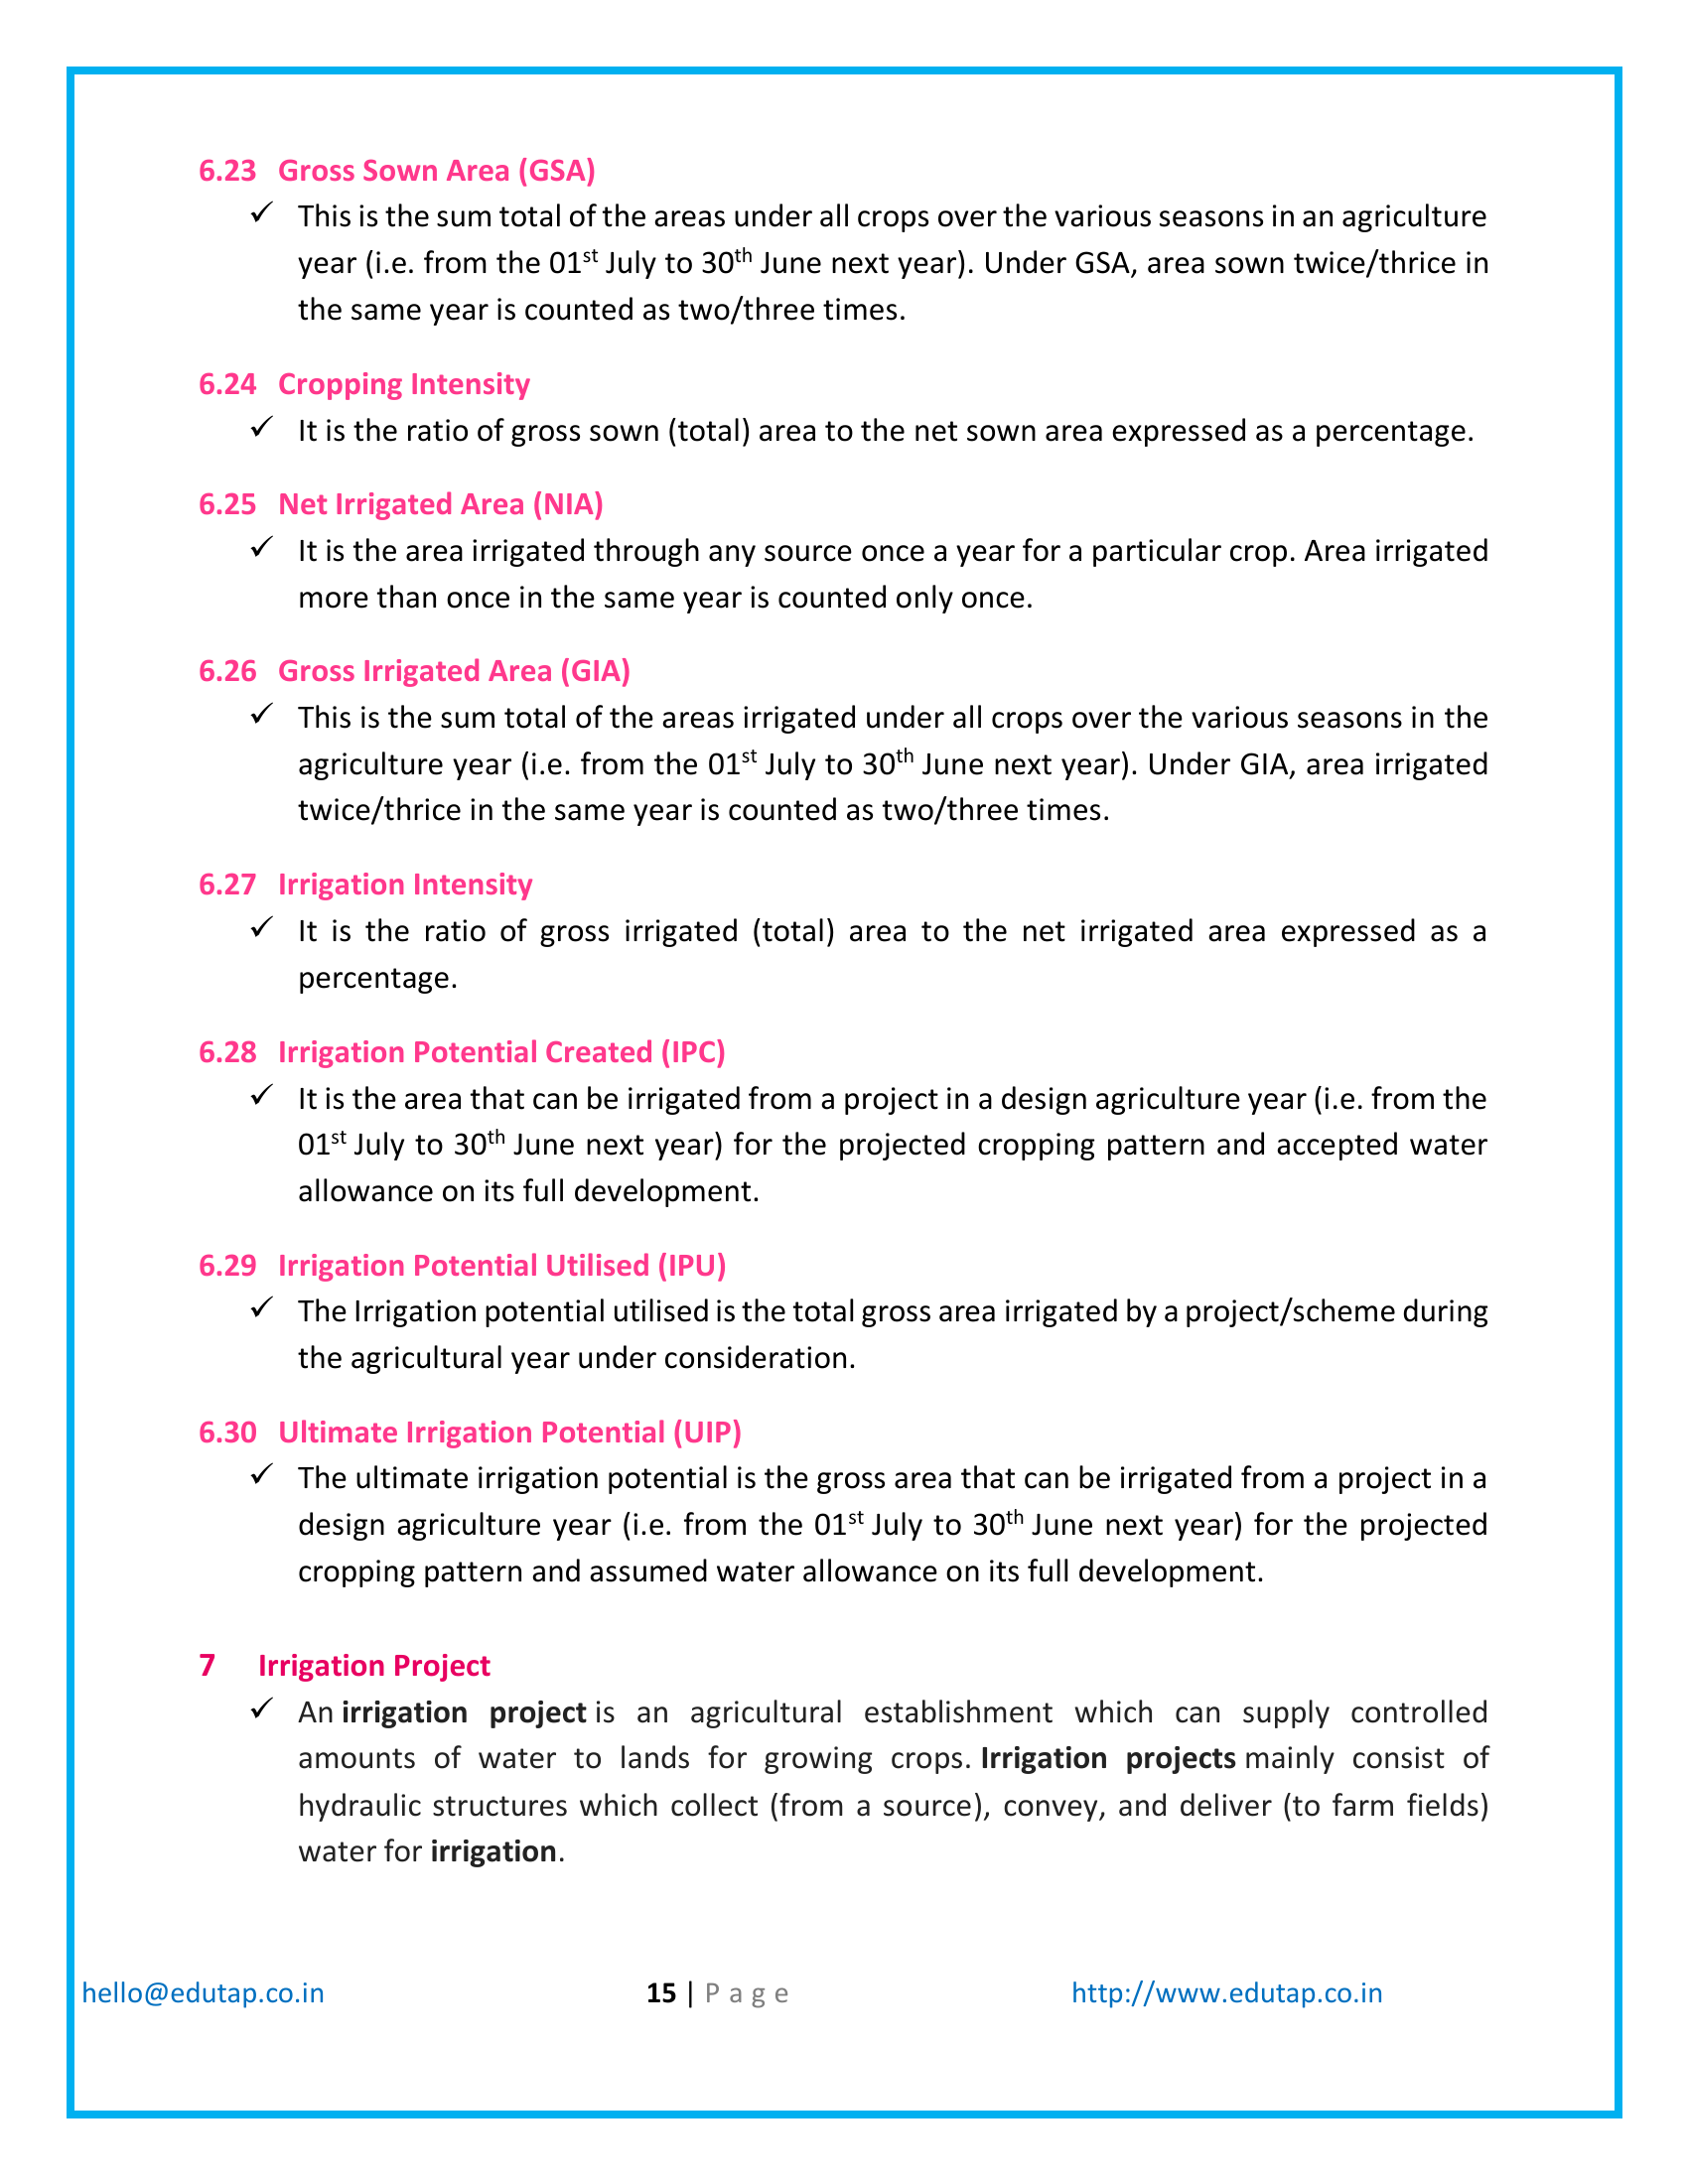 6.23 Gross Sown Area (GSA)
✓ This is the sum total of the areas under all crops over the various seasons in an agriculture
year (i.e. from the 01st July to 30th June next year). Under GSA, area sown twice/thrice in
the same year is counted as two/three times.
6.24 Cropping Intensity
✓ It is the ratio of gross sown (total) area to the net sown area expressed as a percentage.
6.25 Net Irrigated Area (NIA)
✓ It is the area irrigated through any source once a year for a particular crop. Area irrigated
more than once in the same year is counted only once.
6.26 Gross Irrigated Area (GIA)
✓ This is the sum total of the areas irrigated under all crops over the various seasons in the
agriculture year (i.e. from the 01st July to 30th June next year). Under GIA, area irrigated
twice/thrice in the same year is counted as two/three times.
6.27 Irrigation Intensity
✓ It is the ratio of gross irrigated (total) area to the net irrigated area expressed as a
percentage.
6.28 Irrigation Potential Created (IPC)
✓ It is the area that can be irrigated from a project in a design agriculture year (i.e. from the
01st July to 30th June next year) for the projected cropping pattern and accepted water
allowance on its full development.
6.29 Irrigation Potential Utilised (IPU)
✓ The Irrigation potential utilised is the total gross area irrigated by a project/scheme during
the agricultural year under consideration.
6.30 Ultimate Irrigation Potential (UIP)
✓ The ultimate irrigation potential is the gross area that can be irrigated from a project in a
design agriculture year (i.e. from the 01st July to 30th June next year) for the projected
cropping pattern and assumed water allowance on its full development.
7 Irrigation Project
✓ An irrigation project is an agricultural establishment which can supply controlled
amounts of water to lands for growing crops. Irrigation projects mainly consist of
hydraulic structures which collect (from a source), convey, and deliver (to farm fields)
water for irrigation.
hello@edutap.co.in 15 | Page http://www.edutap.co.in